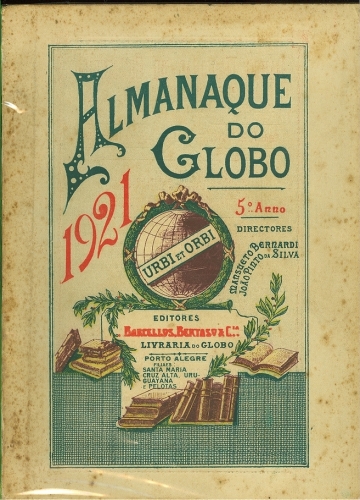 ALMANAQUE
DO
GLOBO
1921
5º Anno
DIRECTORES
MANSUETO BERNARDI
JOÃO PINTO DA SILVA
URBI ET ORBI
EDITORES
BARCELLOS, BERTASO & C.ia
LIVRARIA DO GLOBO
PORTO ALEGRE
FILIAES
SANTA MARIA
CRUZ ALTA, URU-
GUAYANA
E PELOTAS